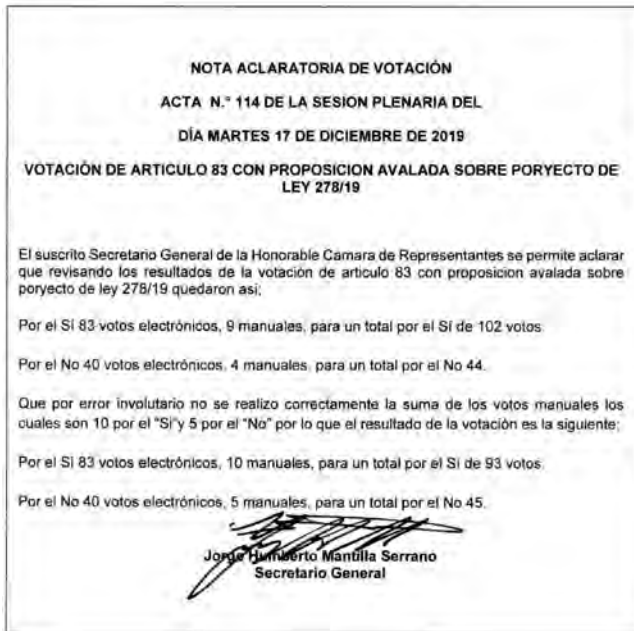 NOTA ACLARATORIA DE VOTACIÓN
ACTA N.° 114 DE LA SESION PLENARIA DEL
DÍA MARTES 17 DE DICIEMBRE DE 2019
VOTACIÓN DE ARTICULO 83 CON PROPOSICION AVALADA SOBRE PORYECTO DE
LEY 278/19
El suscrito Secretario General de la Honorable Camara de Representantes se permite aclarar
que revisando los resultados de la votación de articulo 83 con proposicion avalada sobre
poryecto de ley 278/19 quedaron asi;
Por el Sí 83 votos electrónicos, 9 manuales, para un total por el Sí de 102 votos.
Por el No 40 votos electrónicos, 4 manuales, para un total por el No 44.
Que por error involutario no se realizo correctamente la suma de los votos manuales los
cuales son 10 por el "Sí"y 5 por el "No" por lo que el resultado de la votación es la siguiente;
Por el Sí 83 votos electrónicos, 10 manuales, para un total por el Sí de 93 votos.
Por el No 40 votos electrónicos, 5 manuales, para un total por el No 45.
Jorge Humberto Mantilla Serrano
Secretario General